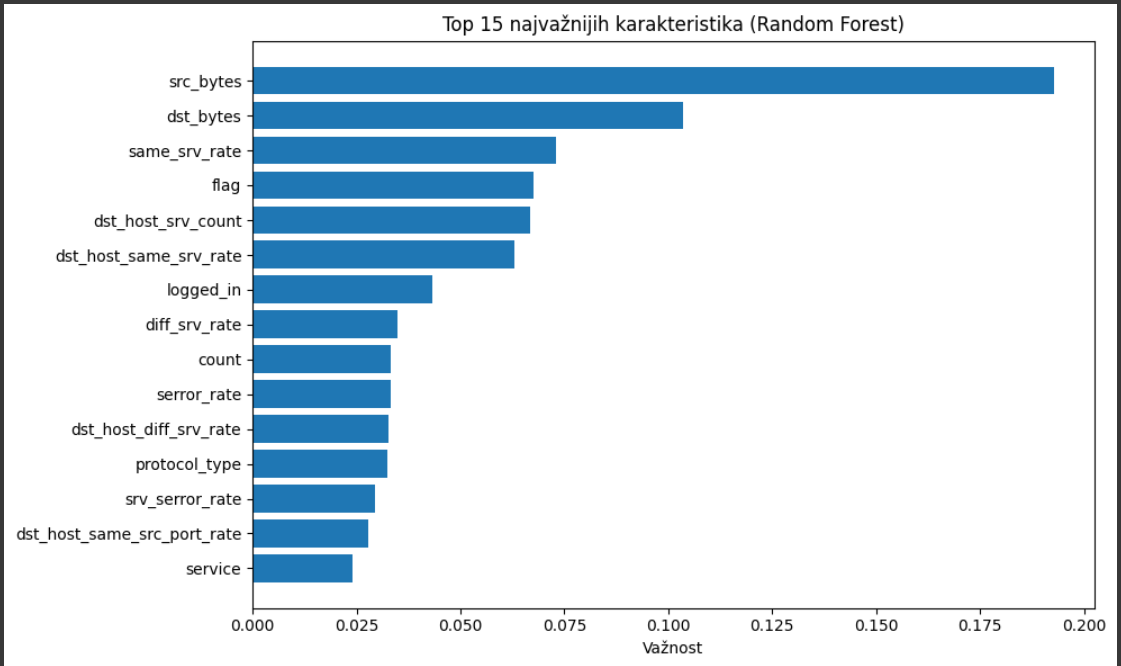 Top 15 najvažnijih karakteristika (Random Forest)
src_bytes
dst_bytes
same_srv_rate
flag
dst_host_srv_count
dst_host_same_srv_rate
logged_in
diff_srv_rate
count
serror_rate
dst_host_diff_srv_rate
protocol_type
srv_serror_rate
dst_host_same_src_port_rate
service
0.000 0.025 0.050 0.075 0.100 0.125 0.150 0.175 0.200
Važnost